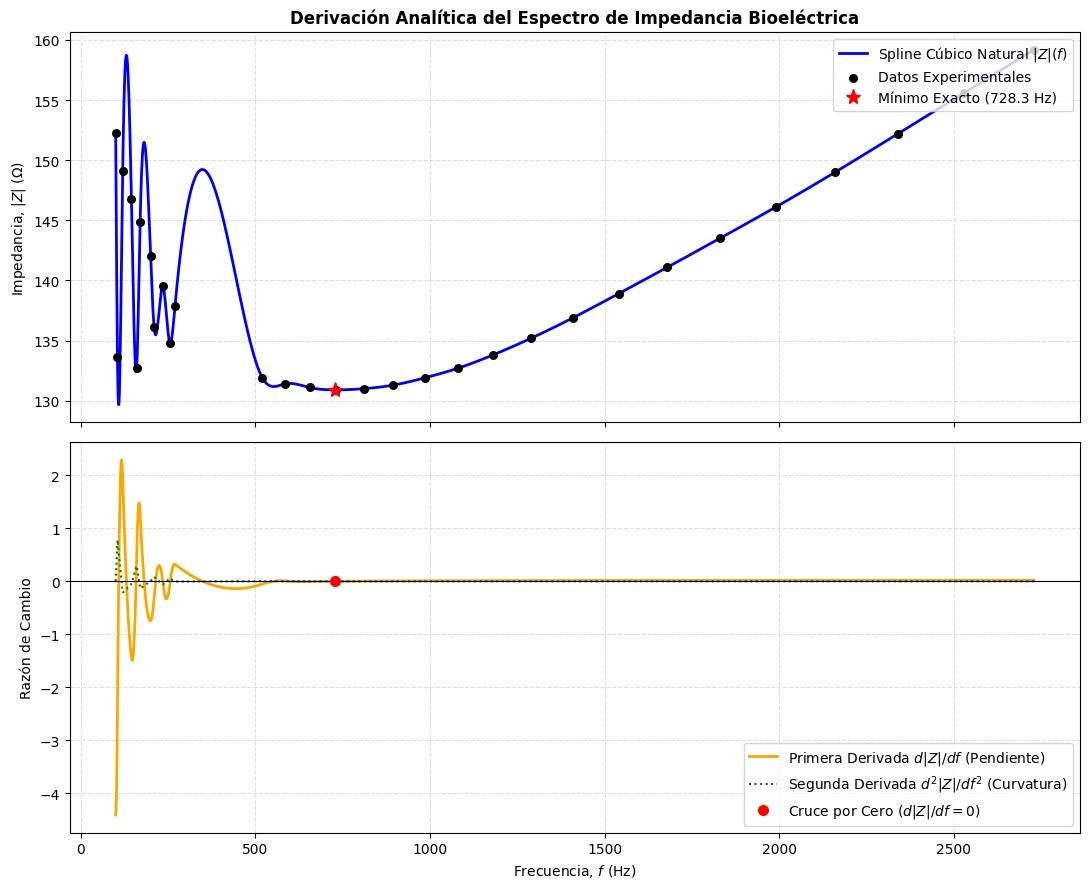 Derivación Analítica del Espectro de Impedancia Bioeléctrica
160
155
150
145
140
135
130
Impedancia, |Z| (Ω)
Spline Cúbico Natural |Z|(f)
Datos Experimentales
Mínimo Exacto (728.3 Hz)
2
1
0
−1
−2
−3
−4
Razón de Cambio
Primera Derivada d|Z|/df (Pendiente)
Segunda Derivada d²|Z|/df² (Curvatura)
Cruce por Cero (d|Z|/df = 0)
0
500
1000
1500
2000
2500
Frecuencia, f (Hz)